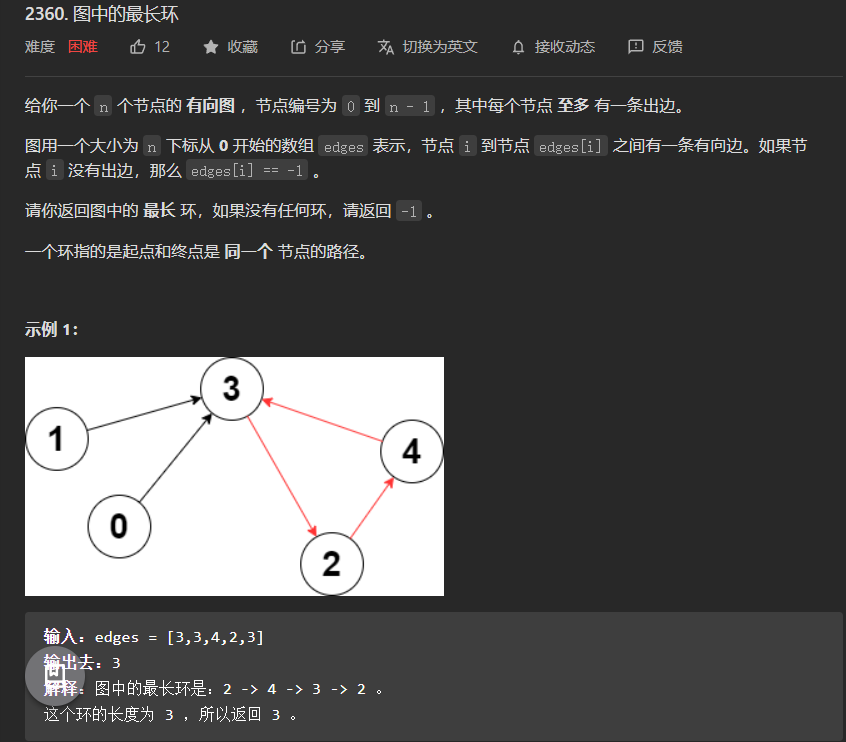 2360. 图中的最长环
难度 困难 12 收藏 分享 切换为英文 接收动态 反馈
给你一个 n 个节点的 有向图 ，节点编号为 0 到 n - 1 ，其中每个节点 至多 有一条出边。
图用一个大小为 n 下标从 0 开始的数组 edges 表示，节点 i 到节点 edges[i] 之间有一条有向边。如果节
点 i 没有出边，那么 edges[i] == -1 。
请你返回图中的 最长 环，如果没有任何环，请返回 -1 。
一个环指的是起点和终点是 同一个 节点的路径。
示例 1：
3
1
4
0
2
输入：edges = [3,3,4,2,3]
输出去：3
解释：图中的最长环是：2 -> 4 -> 3 -> 2 。
这个环的长度为 3 ，所以返回 3 。